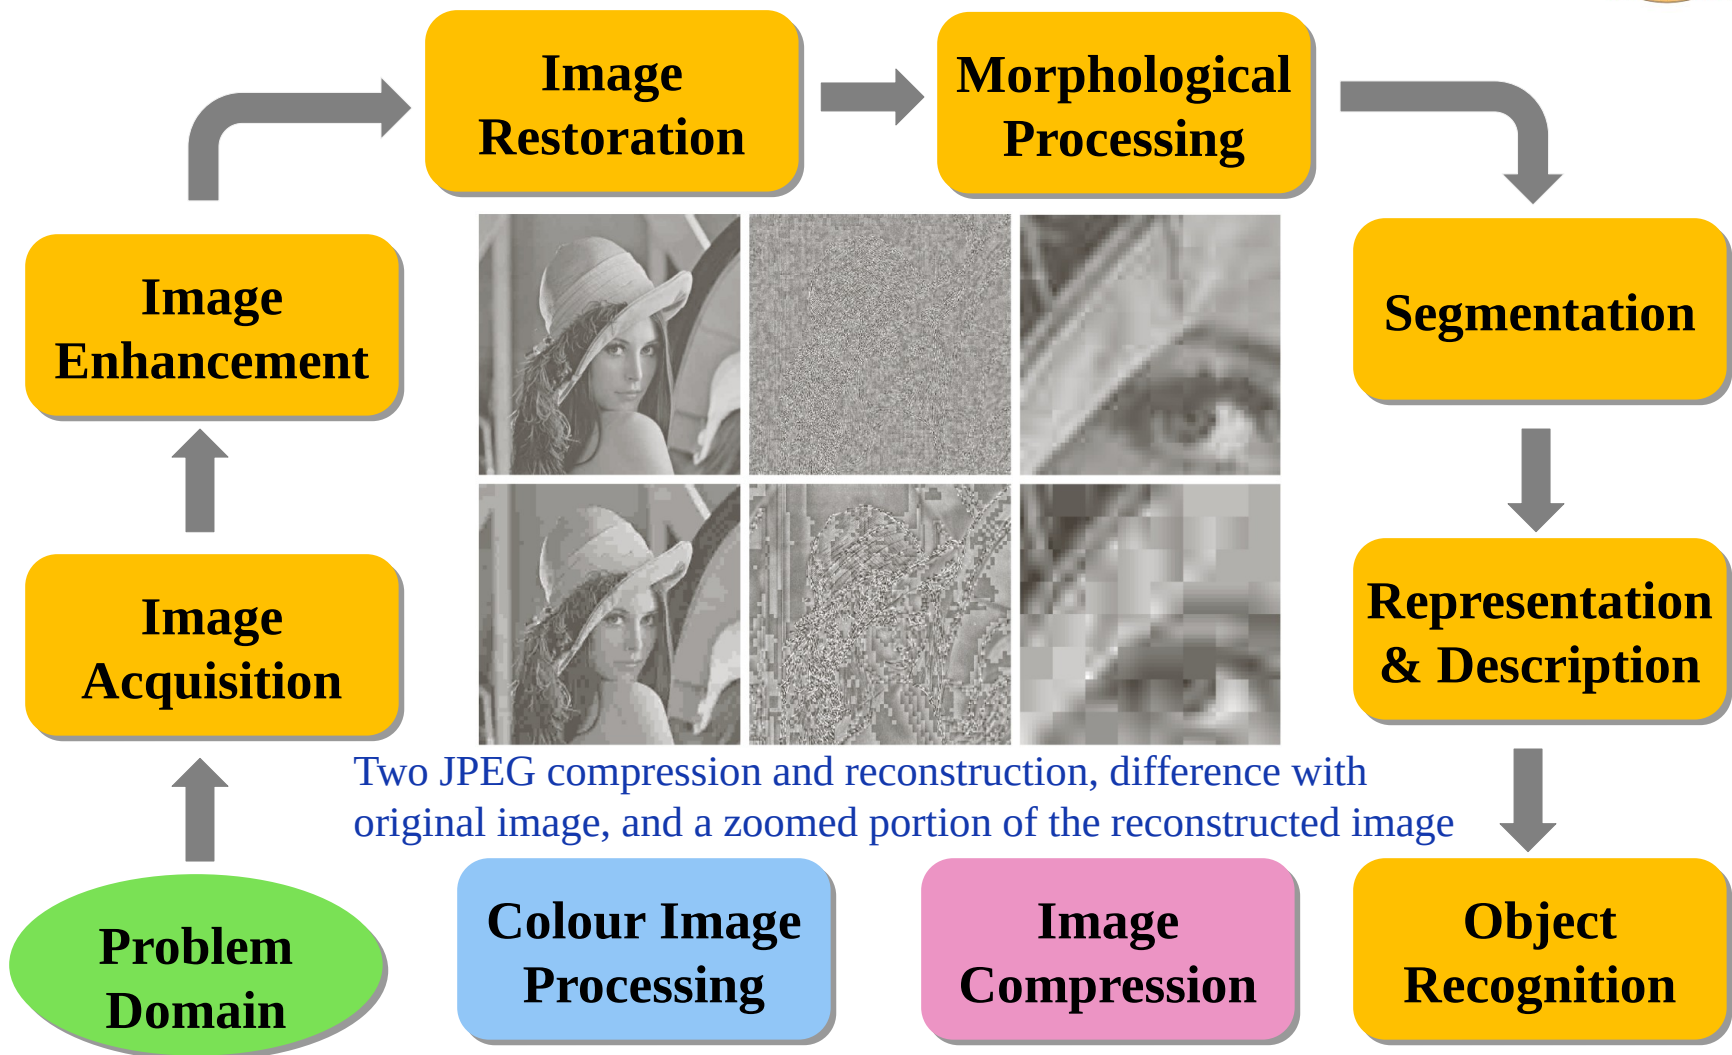 Image
Restoration
Morphological
Processing
Image
Enhancement
Segmentation
Image
Acquisition
Representation
& Description
Two JPEG compression and reconstruction, difference with
original image, and a zoomed portion of the reconstructed image
Problem
Domain
Colour Image
Processing
Image
Compression
Object
Recognition